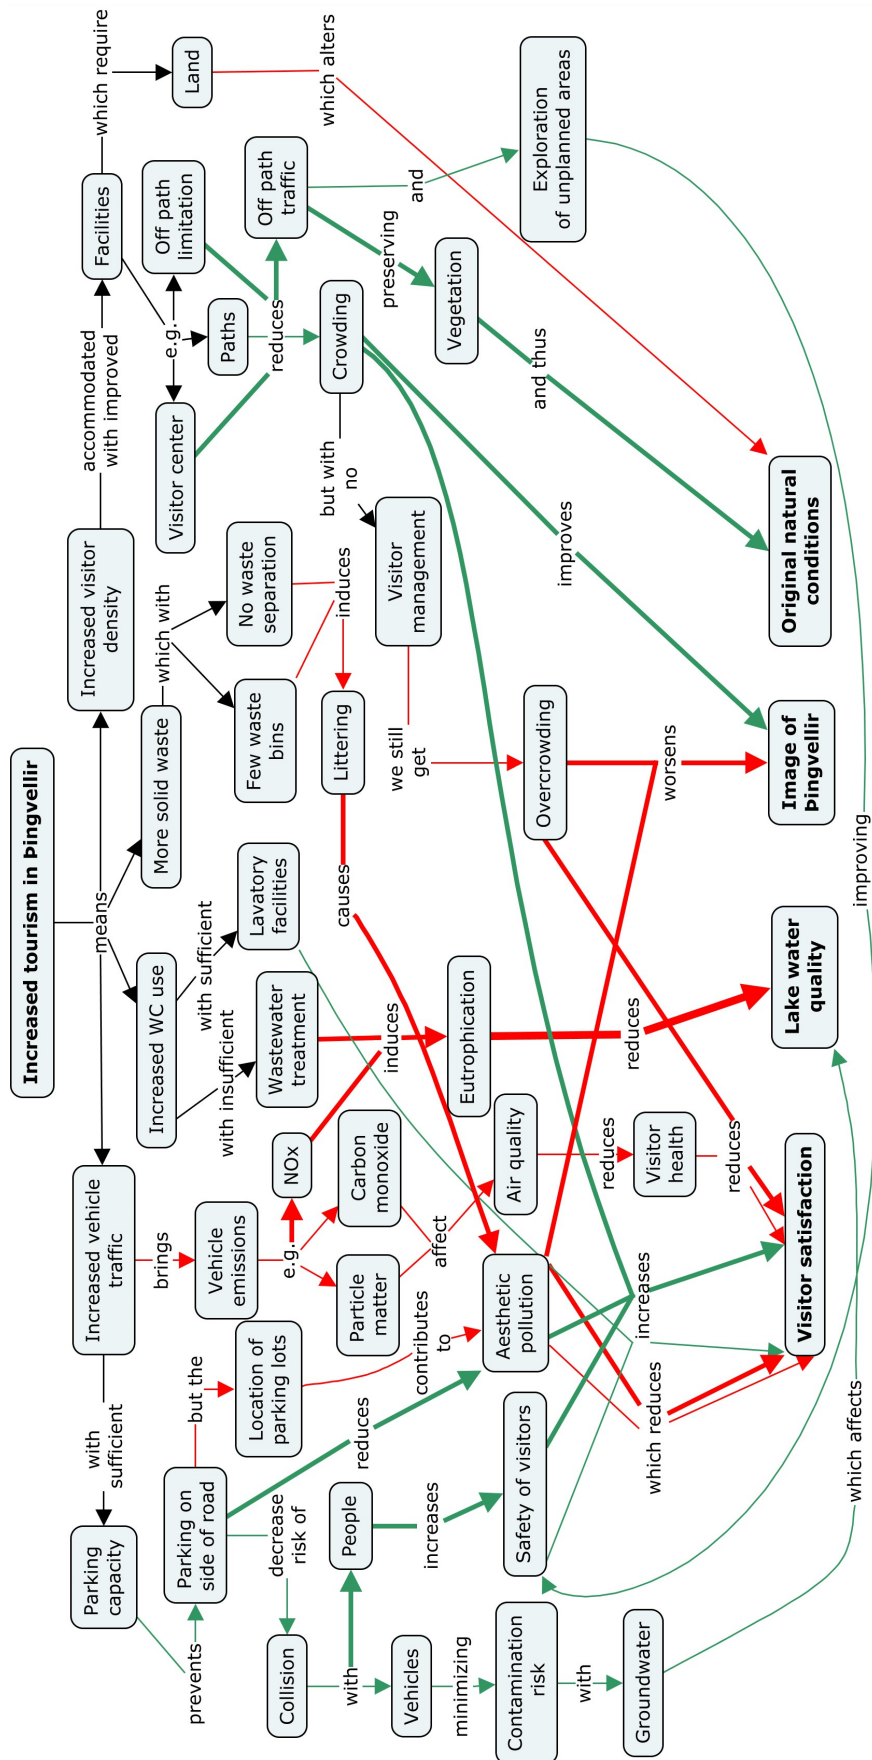 Increased tourism in Þingvellir
means
Increased vehicle
traffic
Increased visitor
density
Increased WC use
More solid waste
with
sufficient
Parking
capacity
prevents
Parking on
side of road
but the
Location of
parking lots
contributes
to
decrease
risk of
Collision
with
People
increases
Safety of visitors
Vehicles
minimizing
Contamination
risk
with
Groundwater
which affects
reduces
Aesthetic
pollution
which reduces
increases
brings
Vehicle
emissions
e.g.
NOx
Carbon
monoxide
Particle
matter
affect
Air quality
reduces
Visitor
health
reduces
Visitor satisfaction
with insufficient
with sufficient
Wastewater
treatment
Lavatory
facilities
induces
Eutrophication
reduces
Lake water
quality
which with
Few waste
bins
No waste
separation
induces
Littering
causes
accommodated
with improved
Facilities
which require
Land
which alters
e.g.
Visitor center
Paths
Off path
limitation
reduces
Off path
traffic
Crowding
but with
no
Visitor
management
we still
get
Overcrowding
worsens
improves
Image of
Þingvellir
preserving
Vegetation
and thus
Original natural
conditions
and
Exploration
of unplanned areas
improving